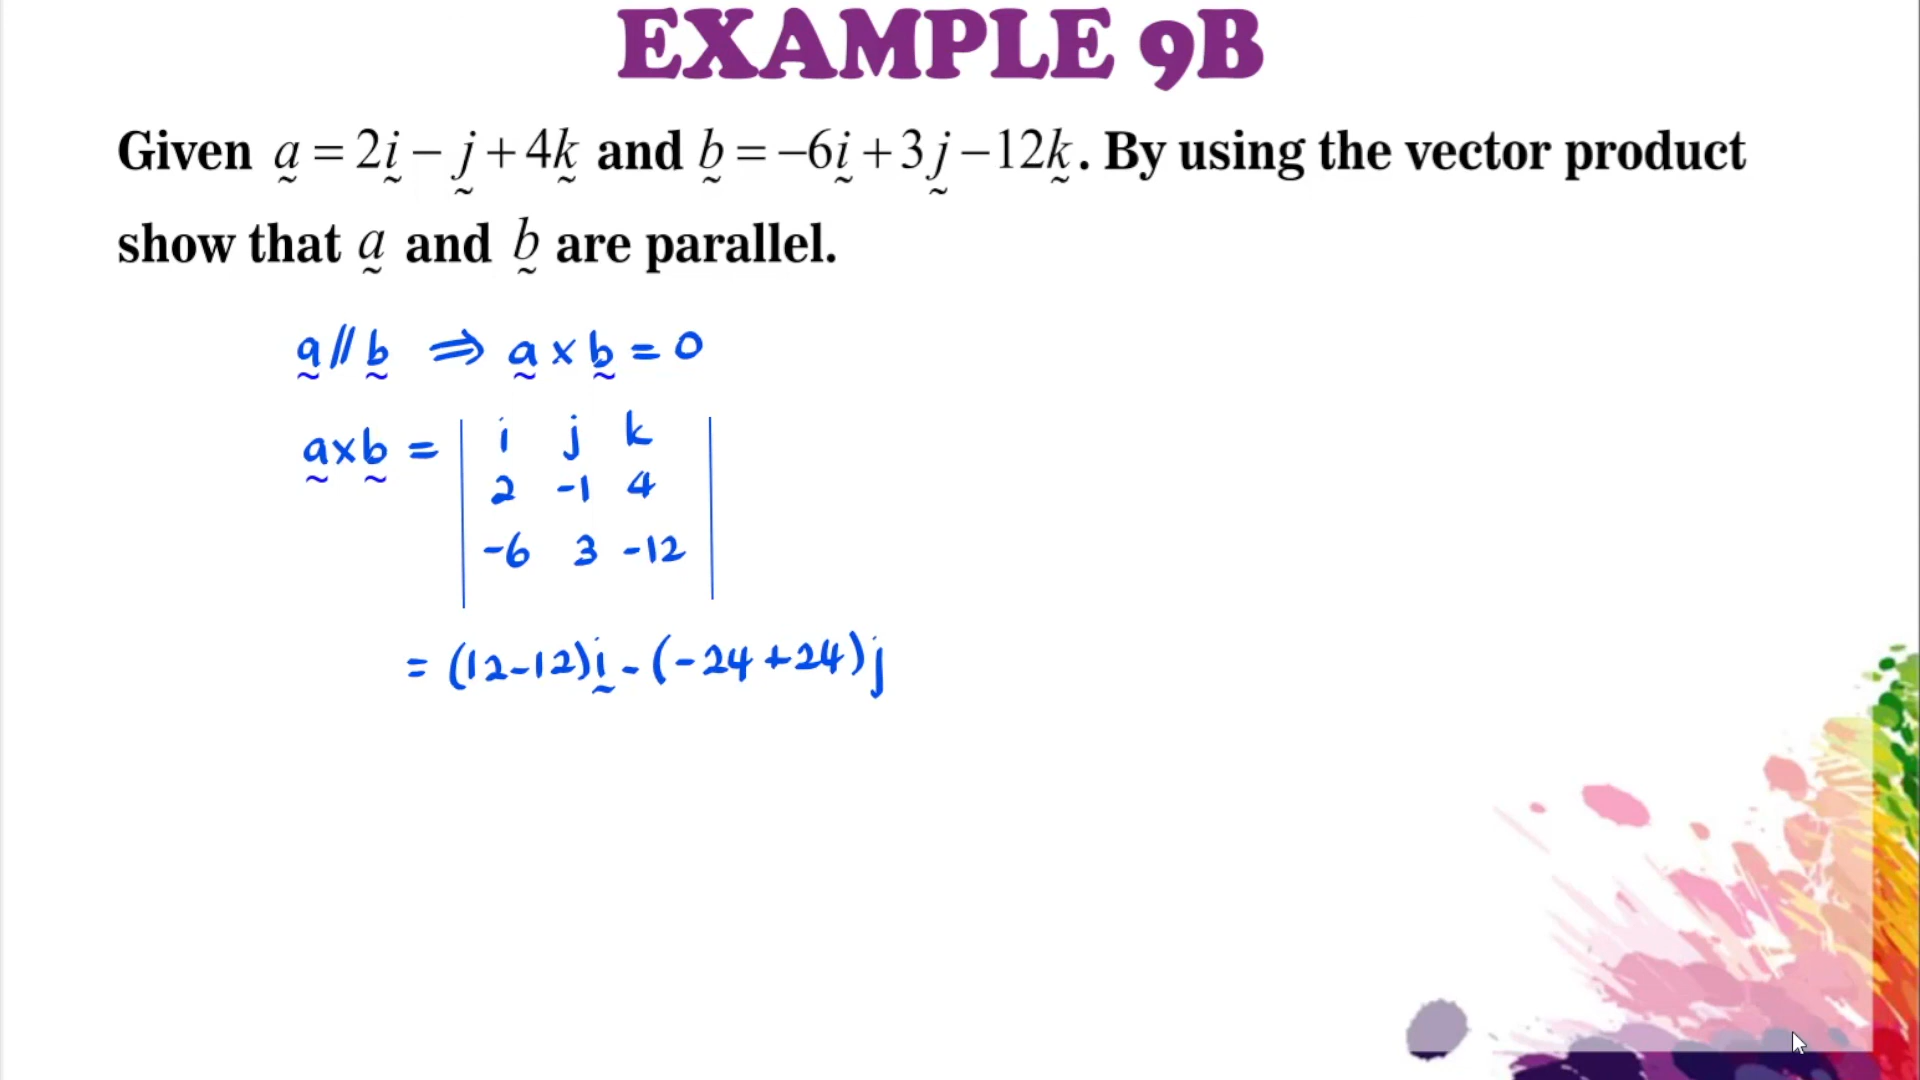 EXAMPLE 9B
Given a = 2i − j + 4k and b = −6i + 3j − 12k. By using the vector product
show that a and b are parallel.
a // b ⇒ a × b = 0
a × b = | i j k |
2 -1 4
-6 3 -12
= (12-12)i - (-24+24)j